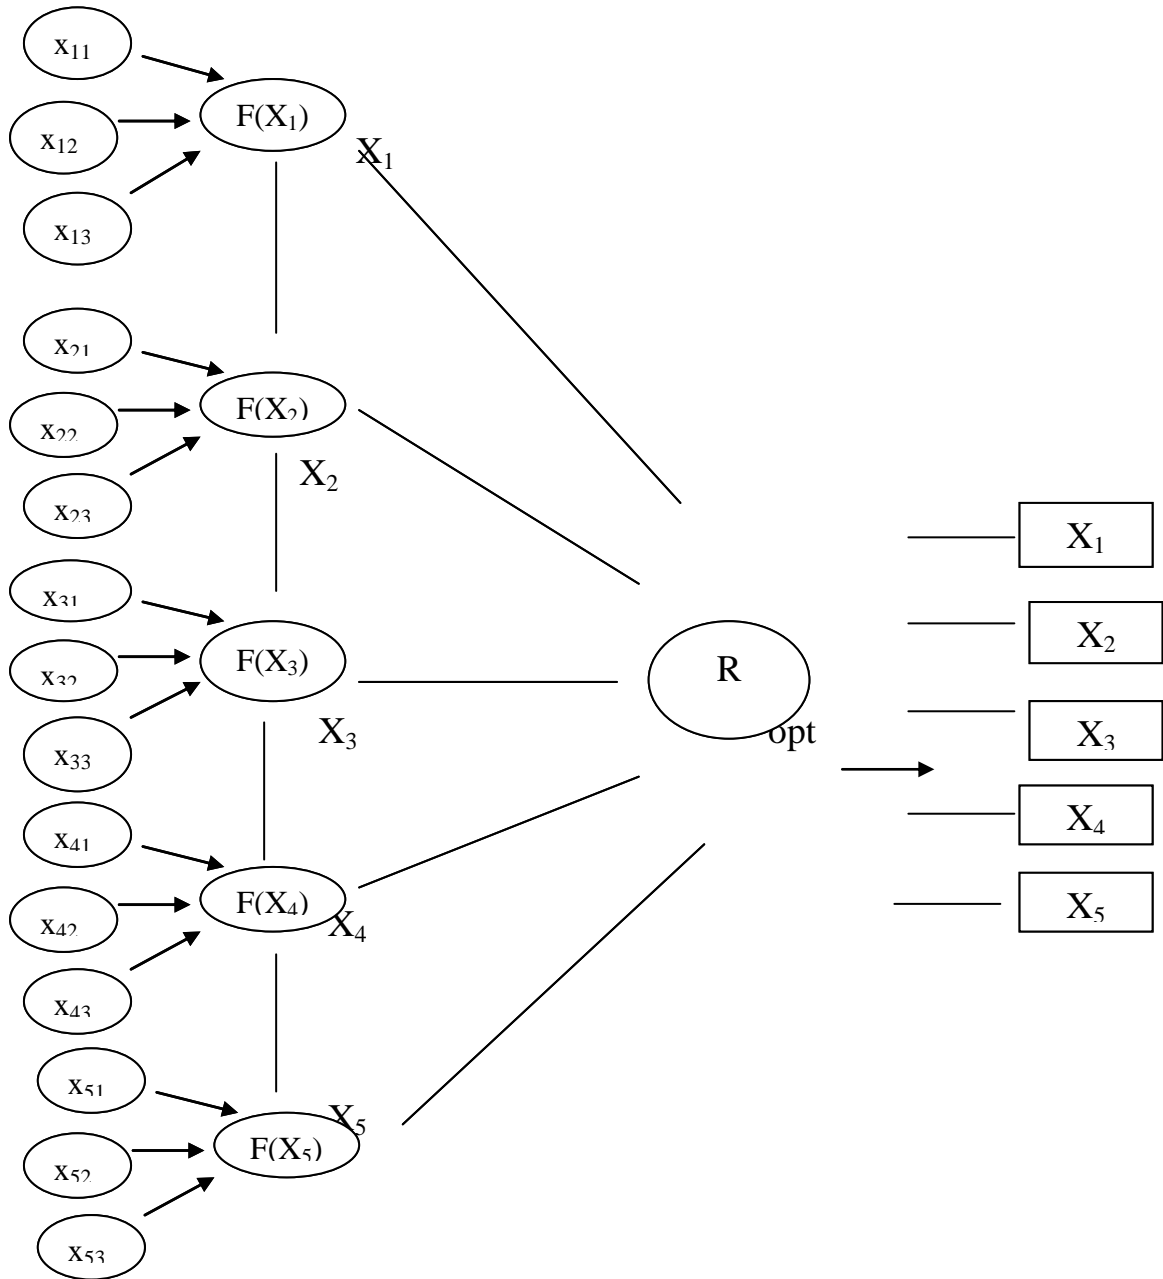 x₁₁
x₁₂
x₁₃
F(X₁)
X₁
x₂₁
x₂₂
x₂₃
F(X₂)
X₂
x₃₁
x₃₂
x₃₃
F(X₃)
X₃
x₄₁
x₄₂
x₄₃
F(X₄)
X₄
x₅₁
x₅₂
x₅₃
F(X₅)
X₅
R
opt
X₁
X₂
X₃
X₄
X₅